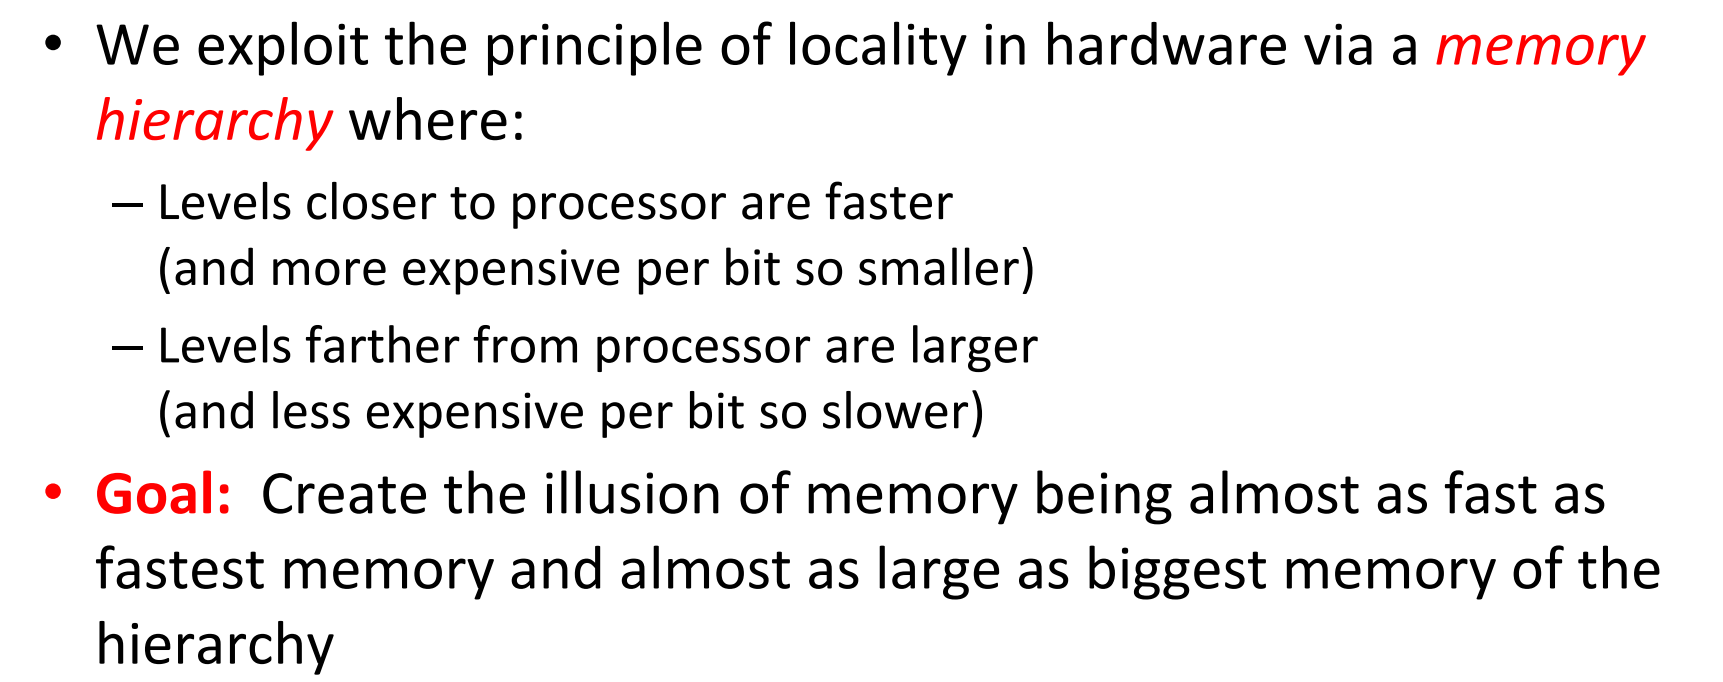 • We exploit the principle of locality in hardware via a memory
hierarchy where:
– Levels closer to processor are faster
(and more expensive per bit so smaller)
– Levels farther from processor are larger
(and less expensive per bit so slower)
• Goal: Create the illusion of memory being almost as fast as
fastest memory and almost as large as biggest memory of the
hierarchy